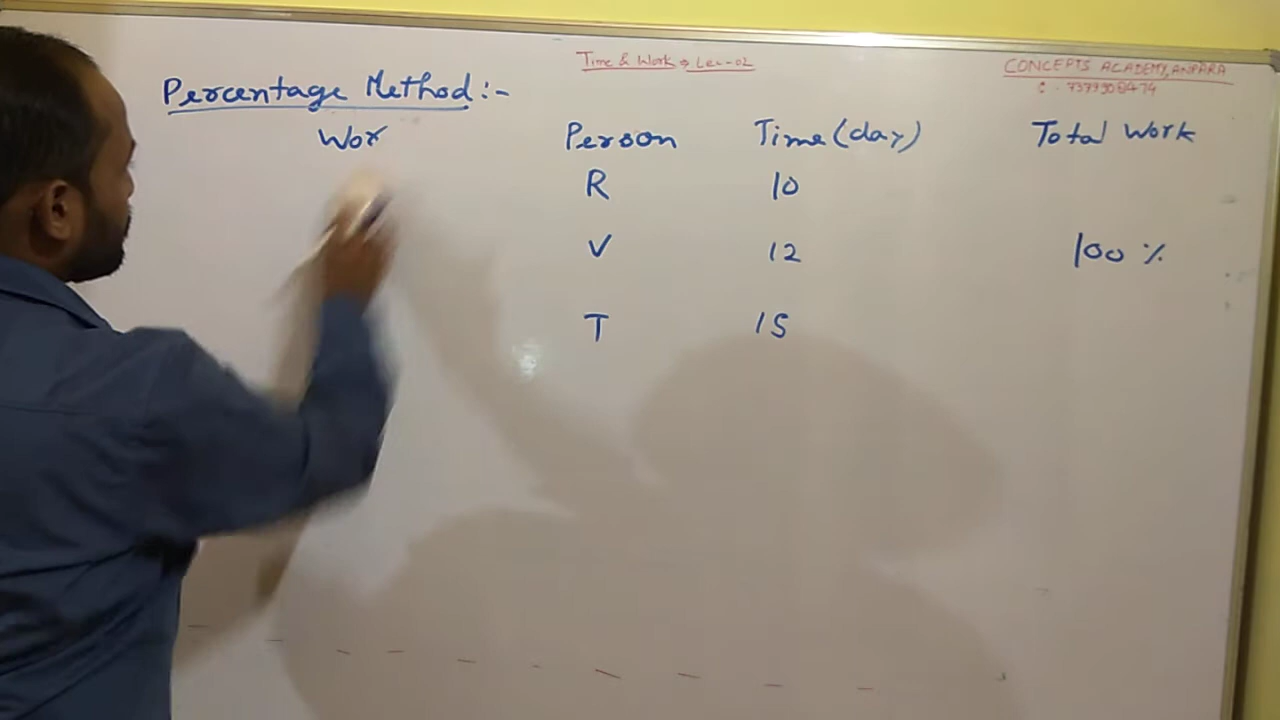 Time & Work → Lec-02
CONCEPTS ACADEMY, ANPARA
: - 7379908474
Percentage Method :-
Wor
Person Time (day) Total Work
R 10
V 12 100 %
T 15